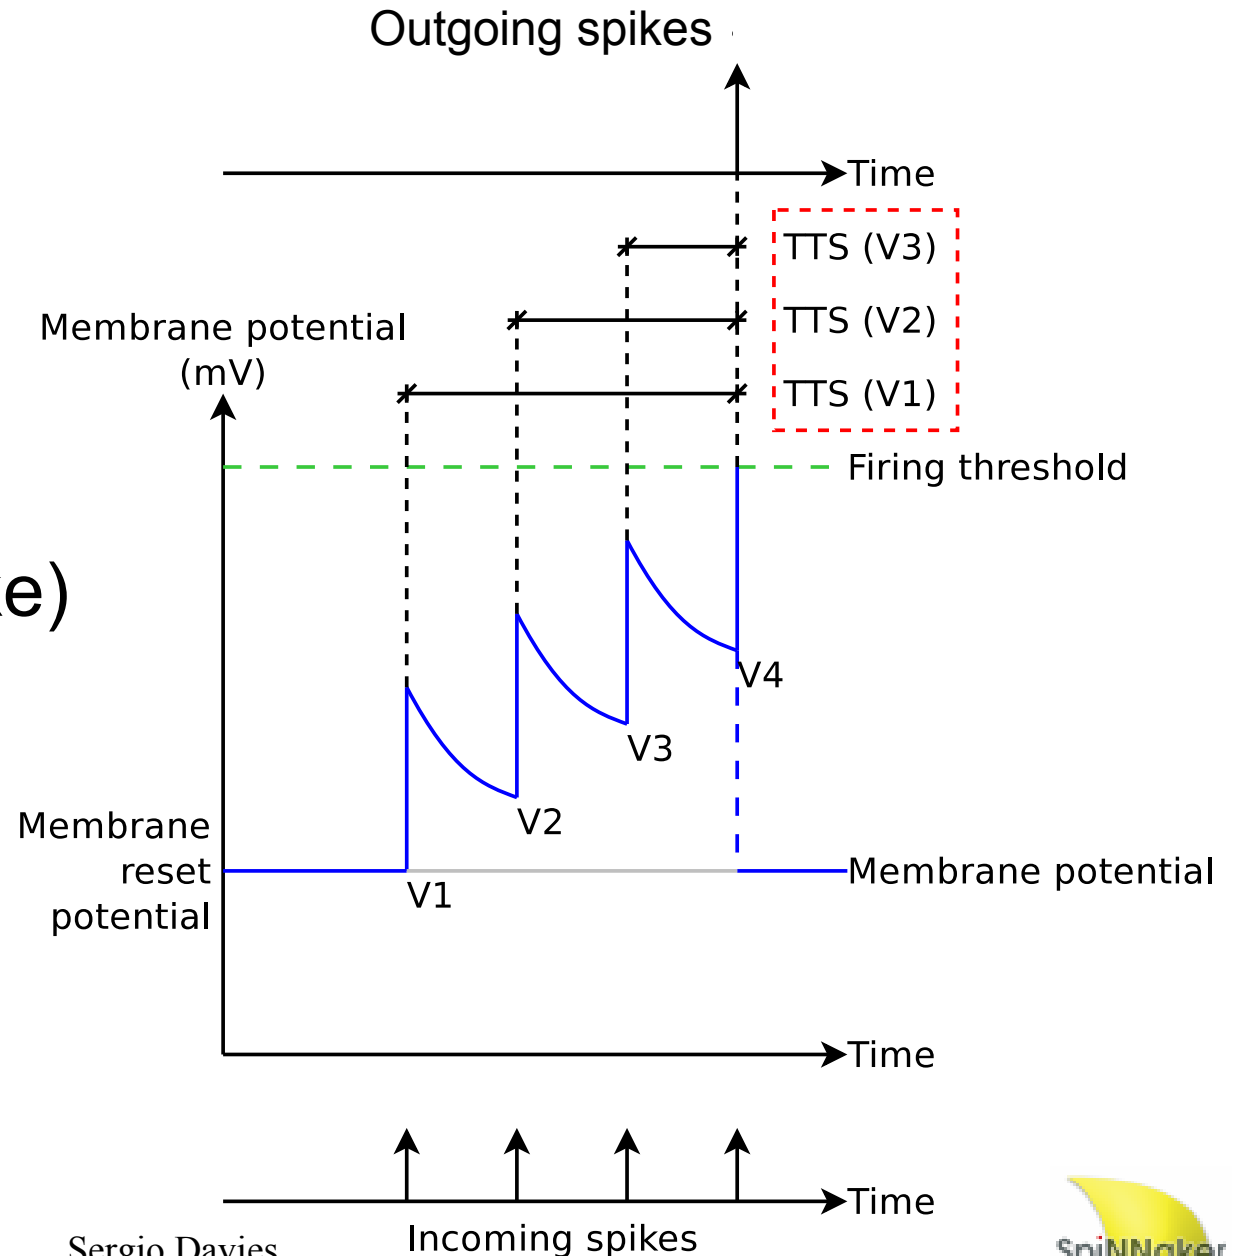 Outgoing spikes
Time
TTS (V3)
TTS (V2)
TTS (V1)
Membrane potential
(mV)
Firing threshold
e)
V4
V3
V2
V1
Membrane
reset
potential
Membrane potential
Time
Time
Incoming spikes
Sergio Davies
SpiNNaker